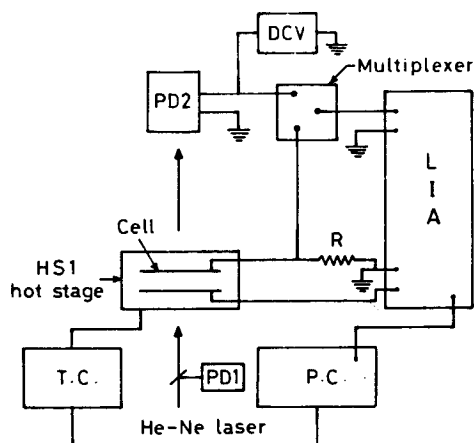 DCV
Multiplexer
PD2
L
I
A
Cell
R
HS1
hot stage
T.C.
PD1
P.C.
He-Ne laser